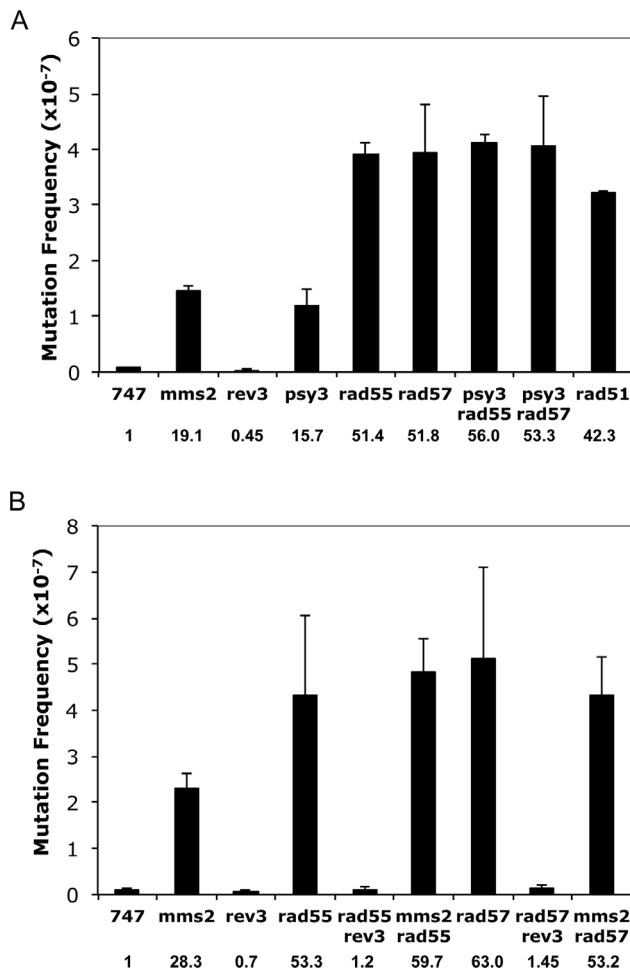 A
Mutation Frequency (x10⁻⁷)
6
5
4
3
2
1
0
747 mms2 rev3 psy3 rad55 rad57 psy3 psy3 rad51
rad55 rad57
1 19.1 0.45 15.7 51.4 51.8 56.0 53.3 42.3
B
Mutation Frequency (x10⁻⁷)
8
7
6
5
4
3
2
1
0
747 mms2 rev3 rad55 rad55 mms2 rad57 rad57 mms2
rev3 rad55 rev3 rad57
1 28.3 0.7 53.3 1.2 59.7 63.0 1.45 53.2